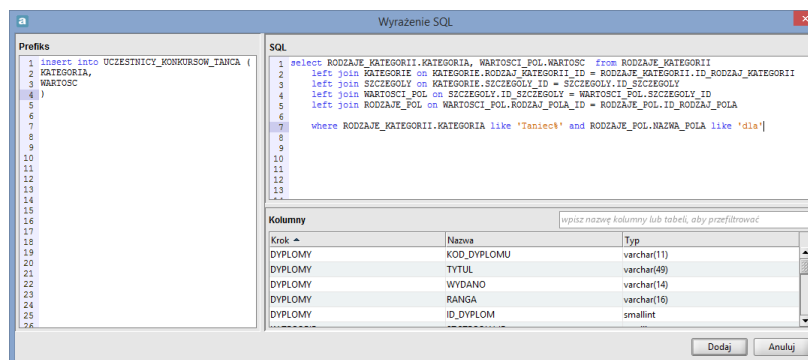 a
Wyrażenie SQL
x
Prefiks
1 insert into UCZESTNICY_KONKURSOW_TANCA (
2 KATEGORIA,
3 WARTOSC
4 )
5
6
7
8
9
10
11
12
13
14
15
16
17
18
19
20
21
22
23
24
25
26
SQL
1 select RODZAJE_KATEGORII.KATEGORIA, WARTOSCI_POL.WARTOSC from RODZAJE_KATEGORII
2 left join KATEGORIE on KATEGORIE.RODZAJ_KATEGORII_ID = RODZAJE_KATEGORII.ID_RODZAJ_KATEGORII
3 left join SZCZEGOLY on KATEGORIE.SZCZEGOLY_ID = SZCZEGOLY.ID_SZCZEGOLY
4 left join WARTOSCI_POL on SZCZEGOLY.ID_SZCZEGOLY = WARTOSCI_POL.SZCZEGOLY_ID
5 left join RODZAJE_POL on WARTOSCI_POL.RODZAJ_POLA_ID = RODZAJE_POL.ID_RODZAJ_POLA
6
7 where RODZAJE_KATEGORII.KATEGORIA like 'Taniec%' and RODZAJE_POL.NAZWA_POLA like 'dla'
8
9
10
11
12
13
Kolumny
wpisz nazwę kolumny lub tabeli, aby przefiltrować
Krok Nazwa Typ
DYPLOMY KOD_DYPLOMU varchar(11)
DYPLOMY TYTUL varchar(49)
DYPLOMY WYDANO varchar(14)
DYPLOMY RANGA varchar(16)
DYPLOMY ID_DYPLOM smallint
Dodaj Anuluj